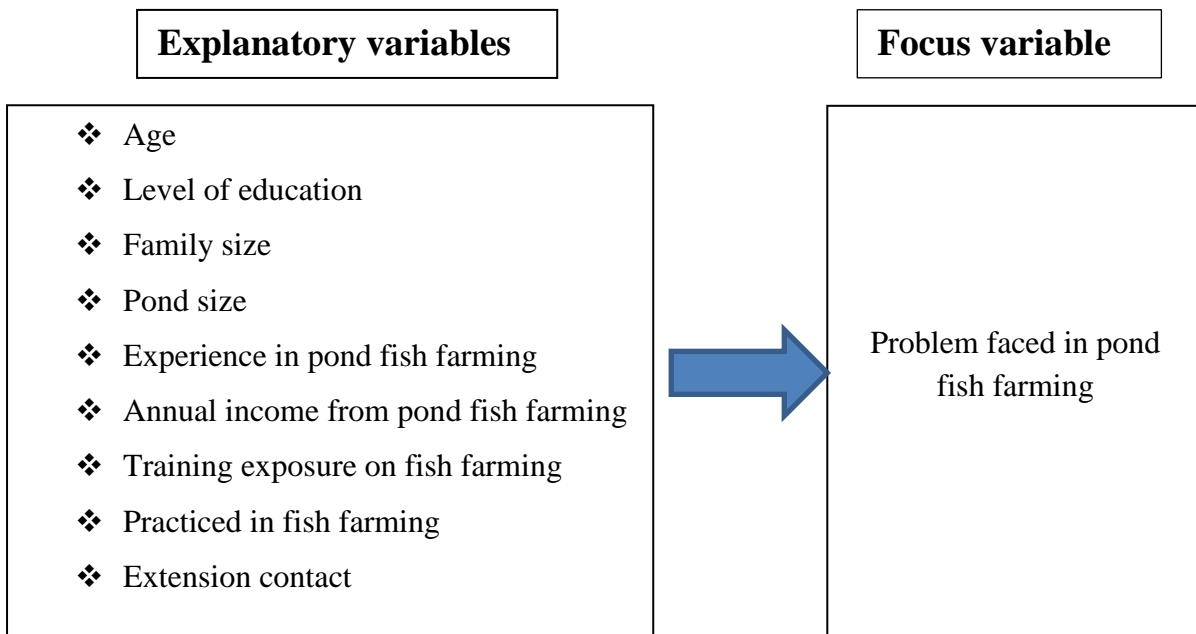 Explanatory variables
Focus variable
❖ Age
❖ Level of education
❖ Family size
❖ Pond size
❖ Experience in pond fish farming
❖ Annual income from pond fish farming
❖ Training exposure on fish farming
❖ Practiced in fish farming
❖ Extension contact
Problem faced in pond
fish farming